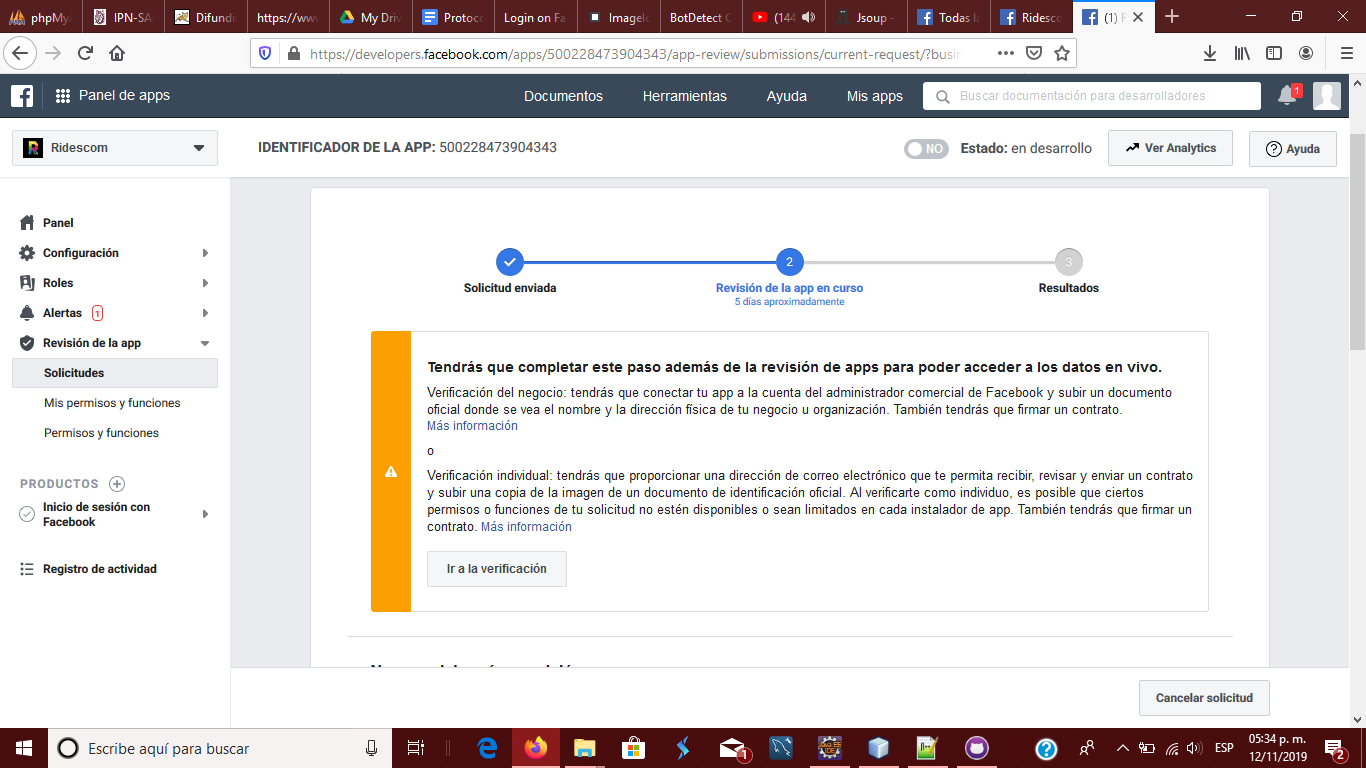 phpMy
IPN-SA
Difundi
https://www
My Driv
Protoco
Login on Fa
Imagelo
BotDetect C
(144
Jsoup -
Todas la
Ridesco
(1) R
https://developers.facebook.com/apps/500228473904343/app-review/submissions/current-request/?busin
Panel de apps
Documentos
Herramientas
Ayuda
Mis apps
Buscar documentación para desarrolladores
1
Ridescom
IDENTIFICADOR DE LA APP: 500228473904343
NO
Estado: en desarrollo
Ver Analytics
Ayuda
Panel
Configuración
Roles
Alertas 1
Revisión de la app
Solicitudes
Mis permisos y funciones
Permisos y funciones
PRODUCTOS
Inicio de sesión con
Facebook
Registro de actividad
2
3
Solicitud enviada
Revisión de la app en curso
5 días aproximadamente
Resultados
Tendrás que completar este paso además de la revisión de apps para poder acceder a los datos en vivo.
Verificación del negocio: tendrás que conectar tu app a la cuenta del administrador comercial de Facebook y subir un documento
oficial donde se vea el nombre y la dirección física de tu negocio u organización. También tendrás que firmar un contrato.
Más información
o
Verificación individual: tendrás que proporcionar una dirección de correo electrónico que te permita recibir, revisar y enviar un contrato
y subir una copia de la imagen de un documento de identificación oficial. Al verificarte como individuo, es posible que ciertos
permisos o funciones de tu solicitud no estén disponibles o sean limitados en cada instalador de app. También tendrás que firmar un
contrato. Más información
Ir a la verificación
Cancelar solicitud
Escribe aquí para buscar
1
ESP
05:34 p. m.
12/11/2019
2